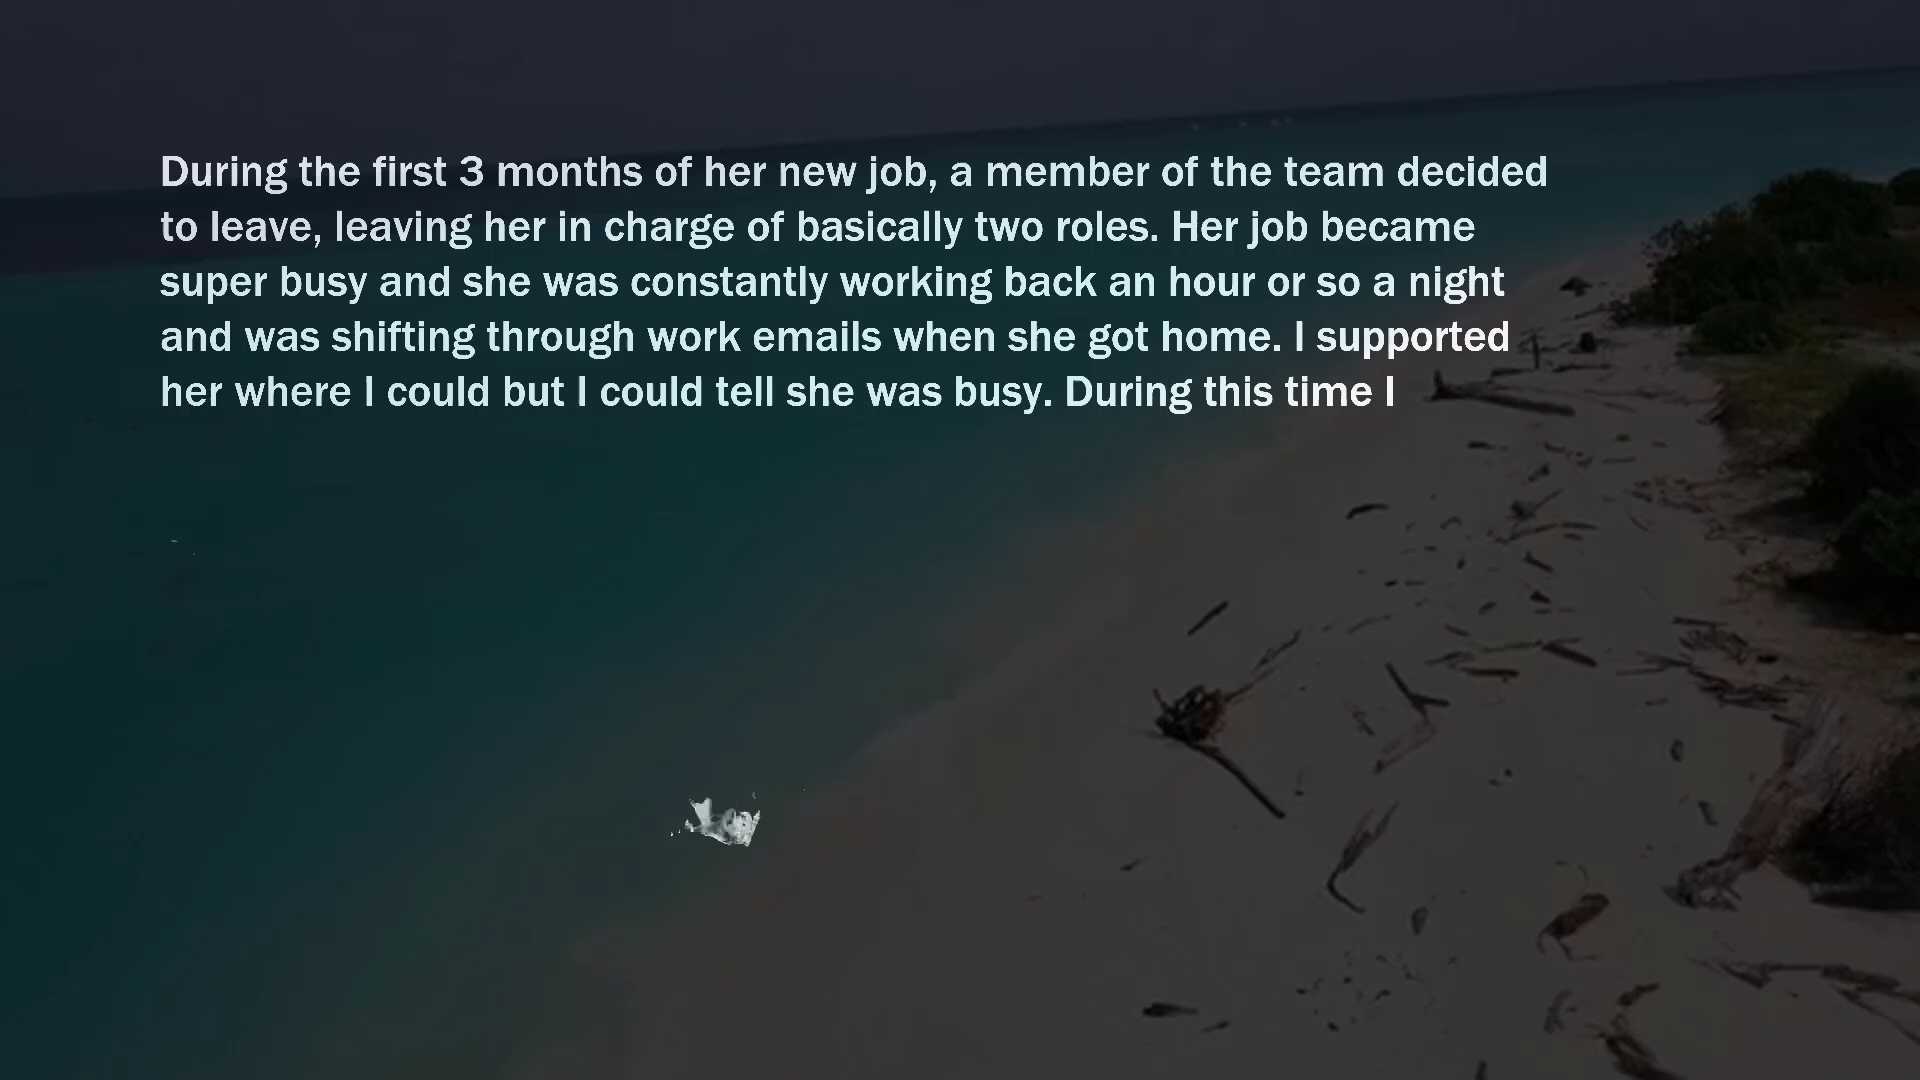 During the first 3 months of her new job, a member of the team decided
to leave, leaving her in charge of basically two roles. Her job became
super busy and she was constantly working back an hour or so a night
and was shifting through work emails when she got home. I supported
her where I could but I could tell she was busy. During this time I